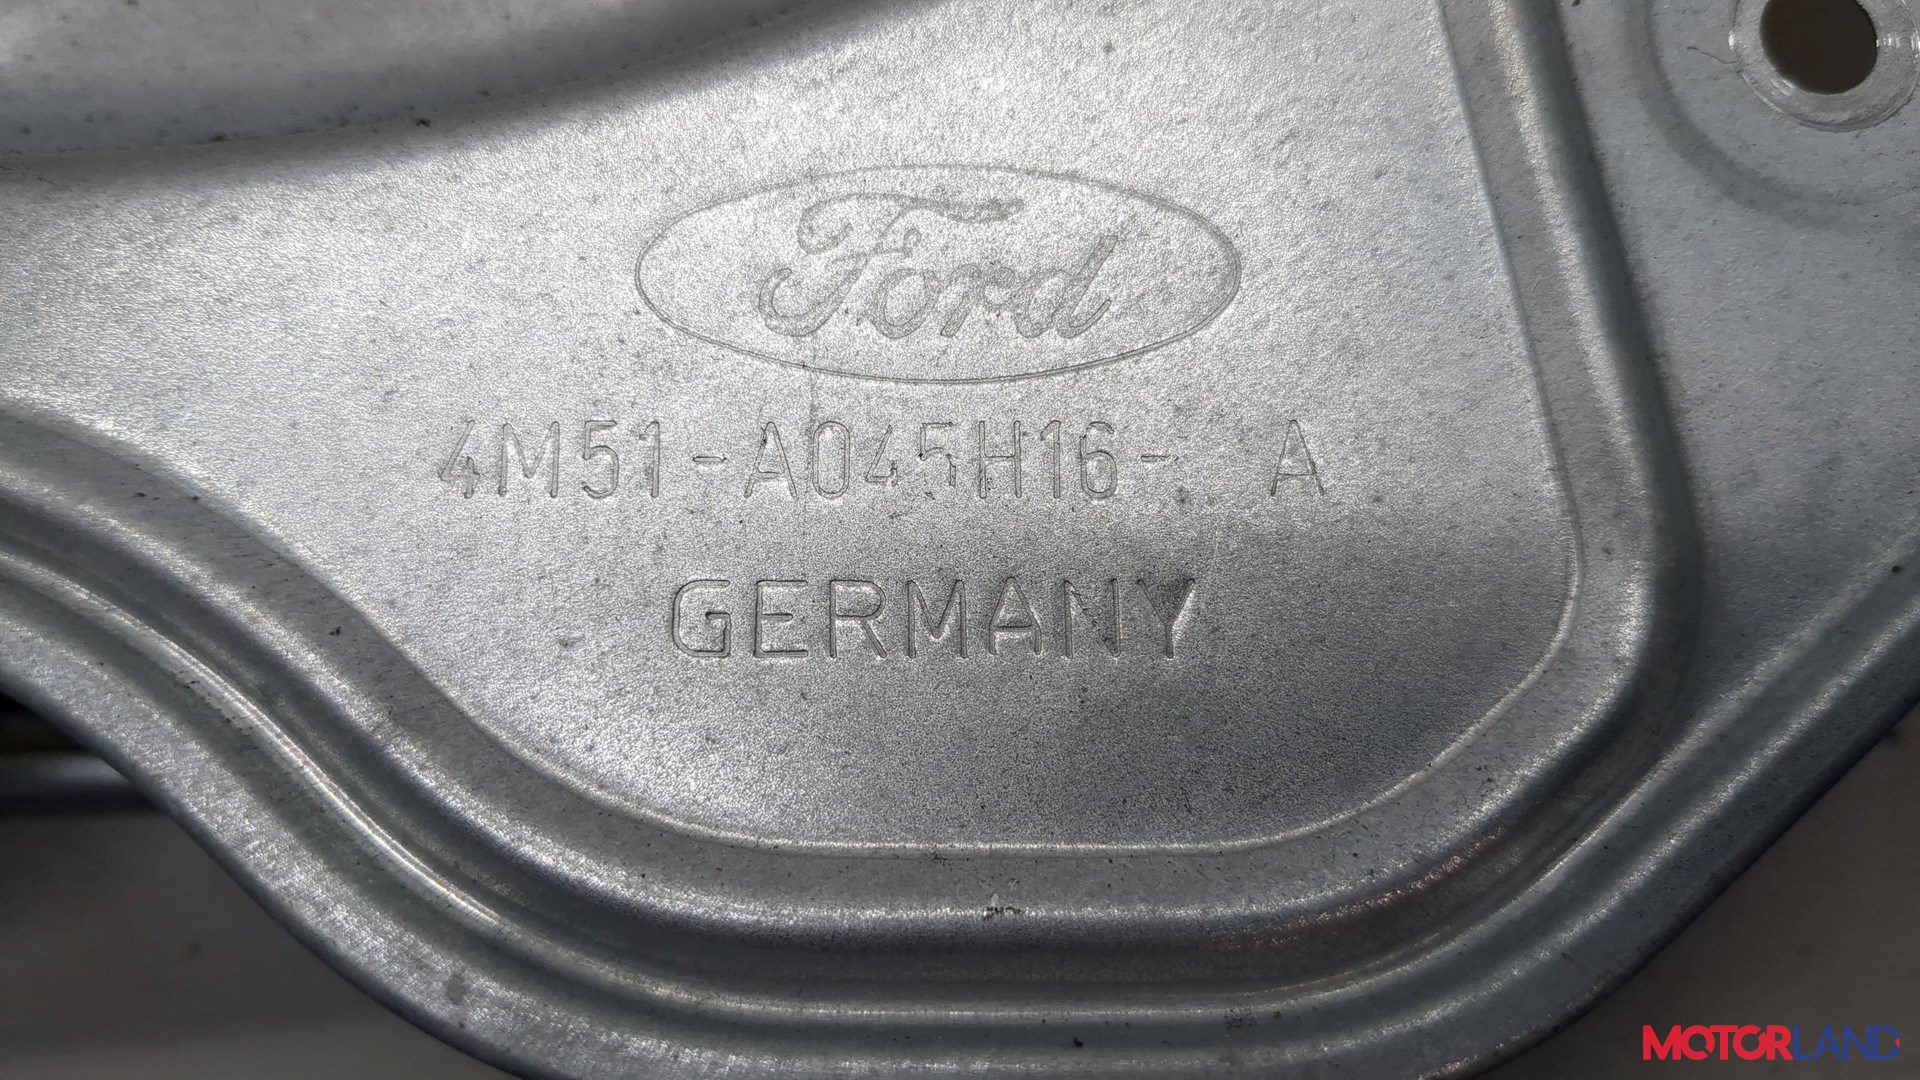 Ford
4M51-A045H16- A
GERMANY
MOTORLAND